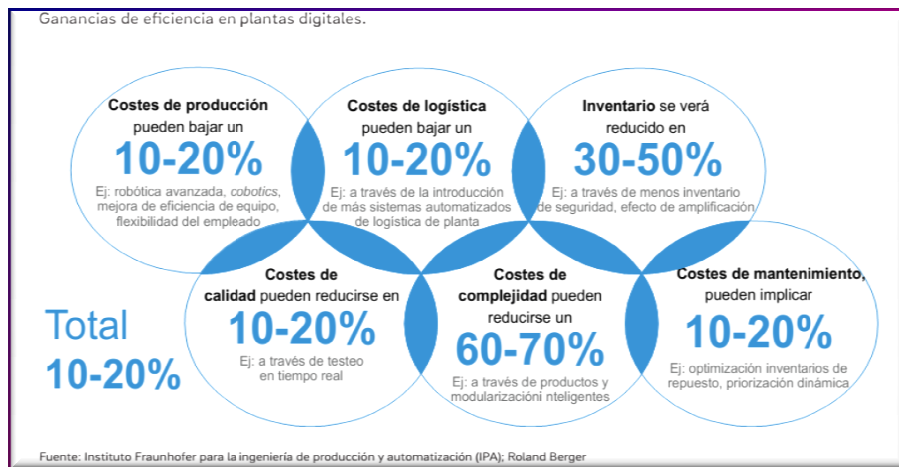 Ganancias de eficiencia en plantas digitales.
Costes de producción
pueden bajar un
10-20%
Ej: robótica avanzada, cobotics,
mejora de eficiencia de equipo,
flexibilidad del empleado
Costes de logística
pueden bajar un
10-20%
Ej: a través de la introducción
de más sistemas automatizados
de logística de planta
Inventario se verá
reducido en
30-50%
Ej: a través de menos inventario
de seguridad, efecto de amplificación
Costes de
calidad pueden reducirse en
10-20%
Ej: a través de testeo
en tiempo real
Costes de
complejidad pueden
reducirse un
60-70%
Ej: a través de productos y
modularizacióni nteligentes
Costes de mantenimiento,
pueden implicar
10-20%
Ej: optimización inventarios de
repuesto, priorización dinámica
Total
10-20%
Fuente: Instituto Fraunhofer para la ingeniería de producción y automatización (IPA); Roland Berger